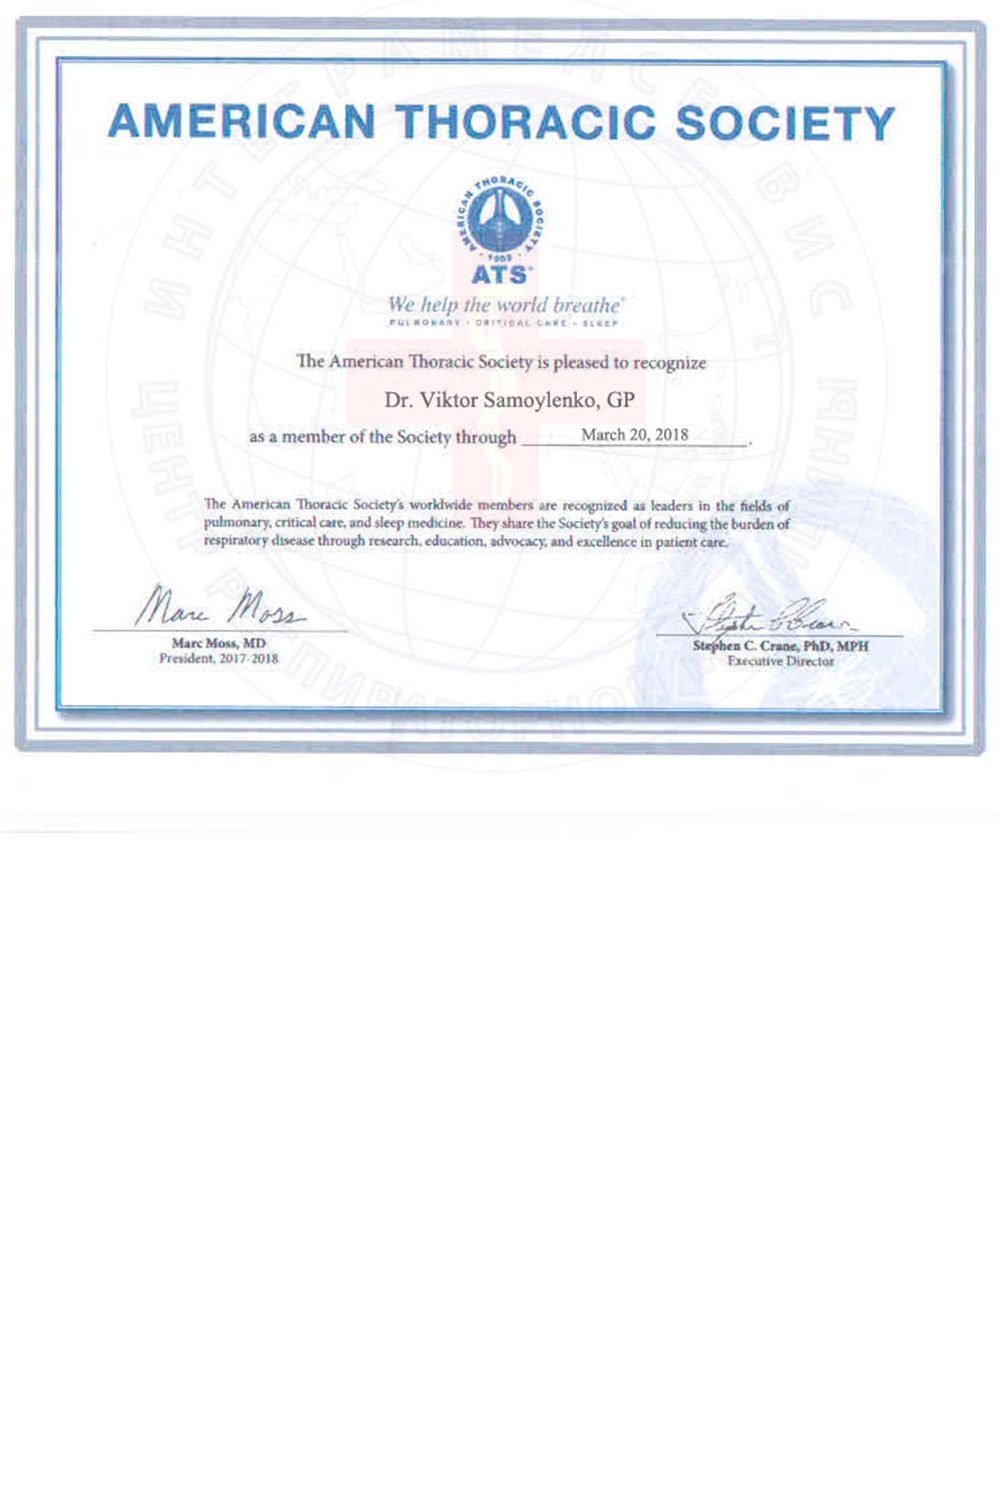 AMERICAN THORACIC SOCIETY
AMERICAN THORACIC SOCIETY
· 1905 ·
ATS®
We help the world breathe®
PULMONARY · CRITICAL CARE · SLEEP
The American Thoracic Society is pleased to recognize
Dr. Viktor Samoylenko, GP
as a member of the Society through March 20, 2018.
The American Thoracic Society's worldwide members are recognized as leaders in the fields of
pulmonary, critical care, and sleep medicine. They share the Society's goal of reducing the burden of
respiratory disease through research, education, advocacy, and excellence in patient care.
Marc Moss
Marc Moss, MD
President, 2017-2018
Stephen C. Crane, PhD, MPH
Executive Director
ИНТЕГРАМЕДСЕРВИС
ЦЕНТР РЕСПИРАТОРНОЙ МЕДИЦИНЫ